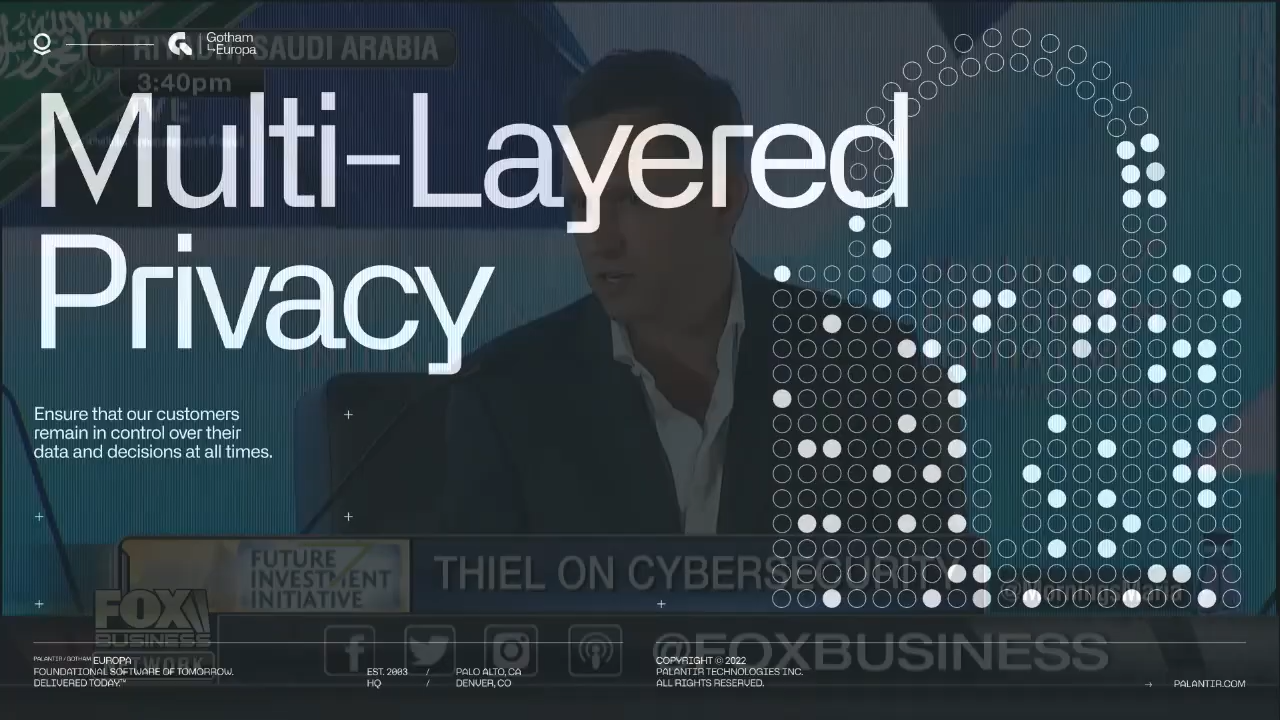 Gotham
↳Europa
RIYADH, SAUDI ARABIA
3:40pm
LIVE
Multi-Layered
Privacy
Ensure that our customers
remain in control over their
data and decisions at all times.
FUTURE
INVESTMENT
INITIATIVE
THIEL ON CYBERSECURITY
@MorningsMaria
FOX
BUSINESS
NETWORK
@FOXBUSINESS
PALANTIR / GOTHAM EUROPA
FOUNDATIONAL SOFTWARE OF TOMORROW.
DELIVERED TODAY.™
EST. 2003 / PALO ALTO, CA
HQ / DENVER, CO
COPYRIGHT © 2022
PALANTIR TECHNOLOGIES INC.
ALL RIGHTS RESERVED.
→ PALANTIR.COM